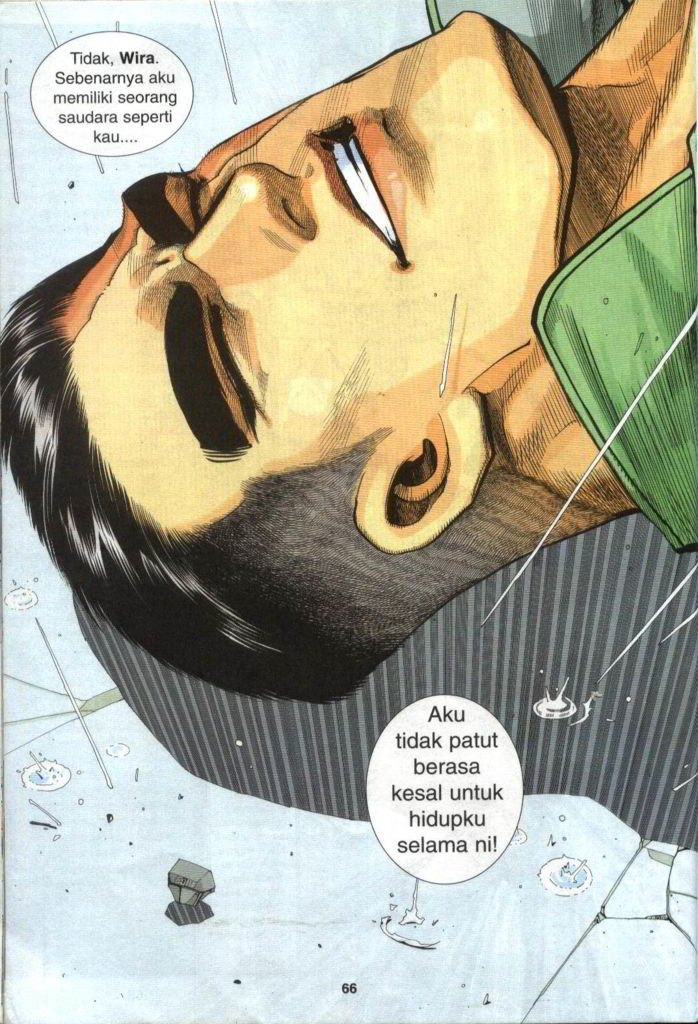 Tidak, Wira.
Sebenarnya aku
memiliki seorang
saudara seperti
kau....
Aku
tidak patut
berasa
kesal untuk
hidupku
selama ni!
66